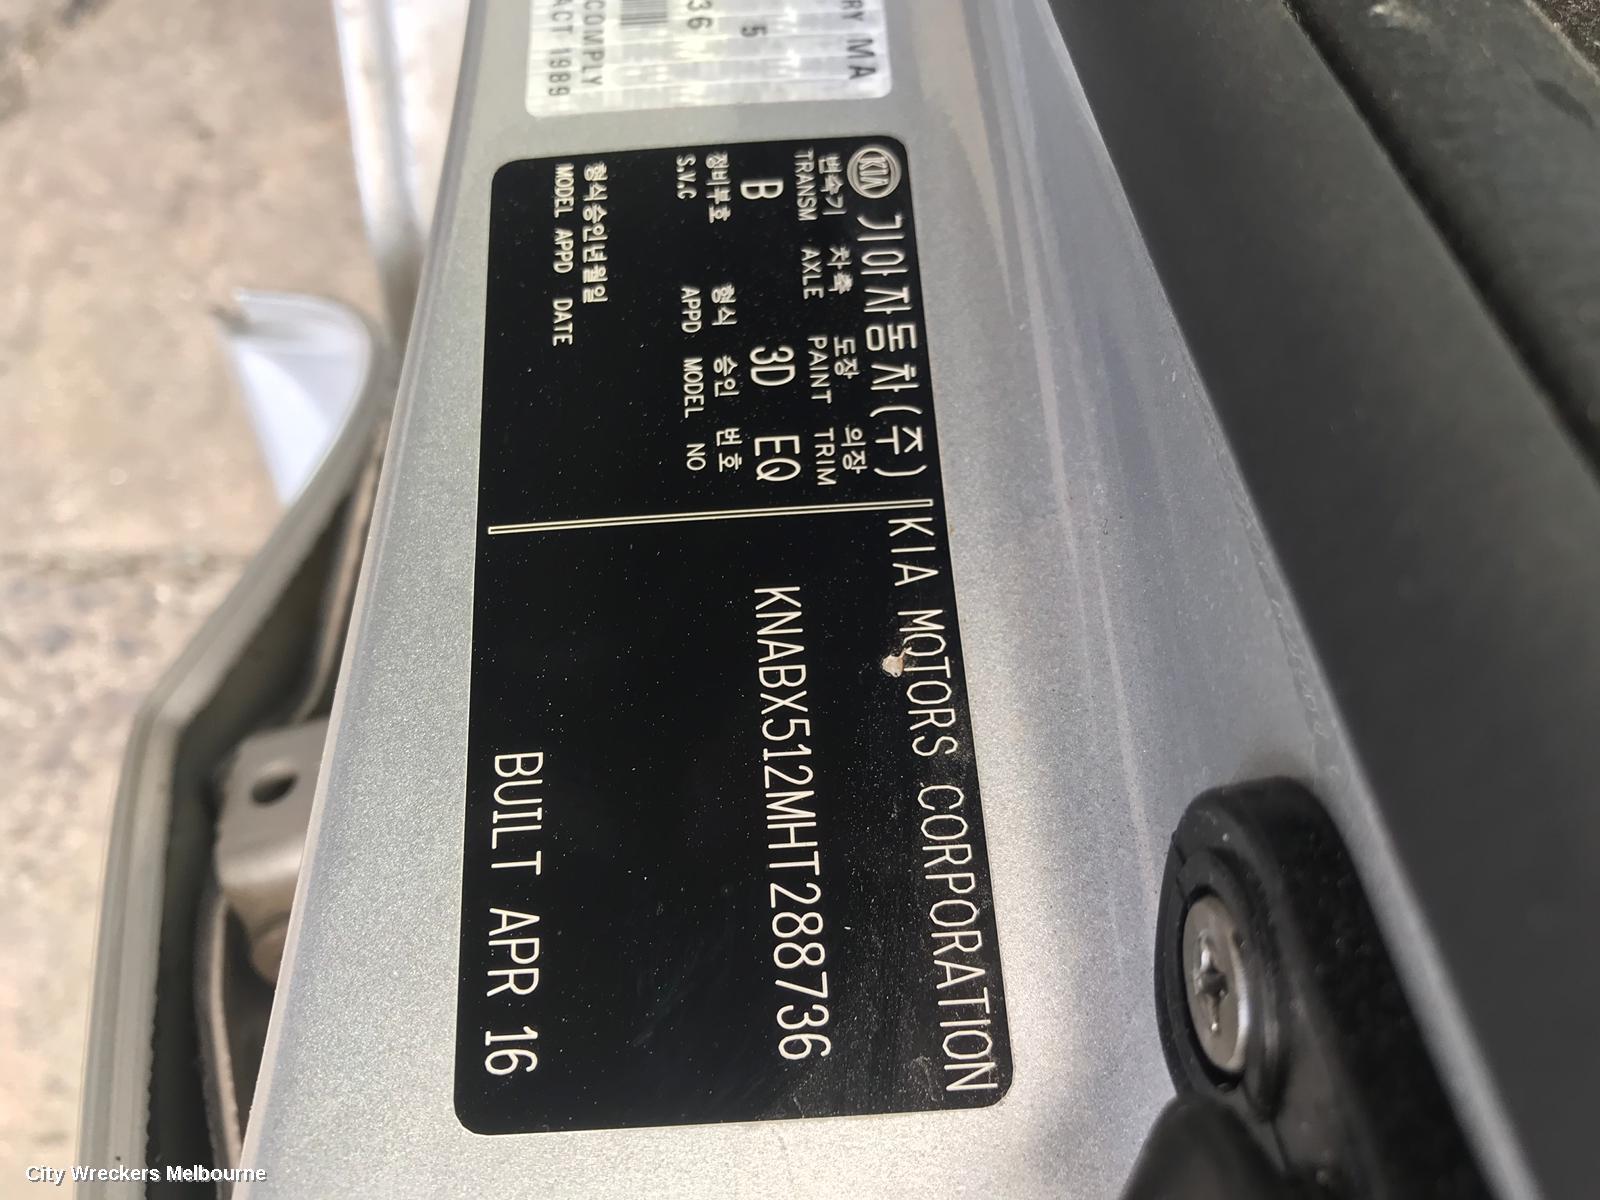 RY MA
5
36
COMPLY
ACT 1989
KIA 기아자동차(주) KIA MOTORS CORPORATION
변속기 차축 도장 의장
TRANSM AXLE PAINT TRIM
B 3D EQ
KNABX512MHT288736
장비부호 형식 승인 번호
S.V.C APPD MODEL NO
형식승인년월일
MODEL APPD DATE
BUILT APR 16
City Wreckers Melbourne